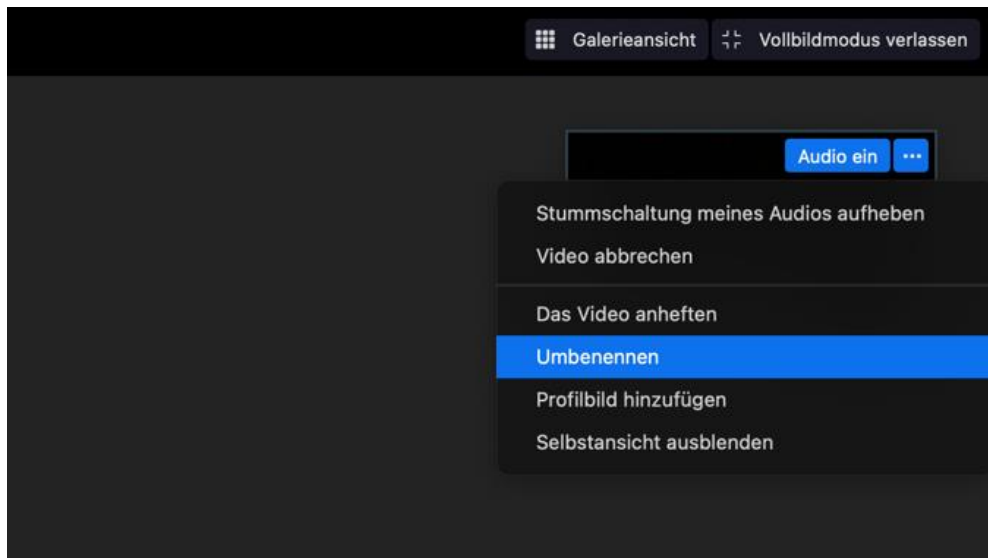 Galerieansicht Vollbildmodus verlassen
Audio ein ...
Stummschaltung meines Audios aufheben
Video abbrechen
Das Video anheften
Umbenennen
Profilbild hinzufügen
Selbstansicht ausblenden